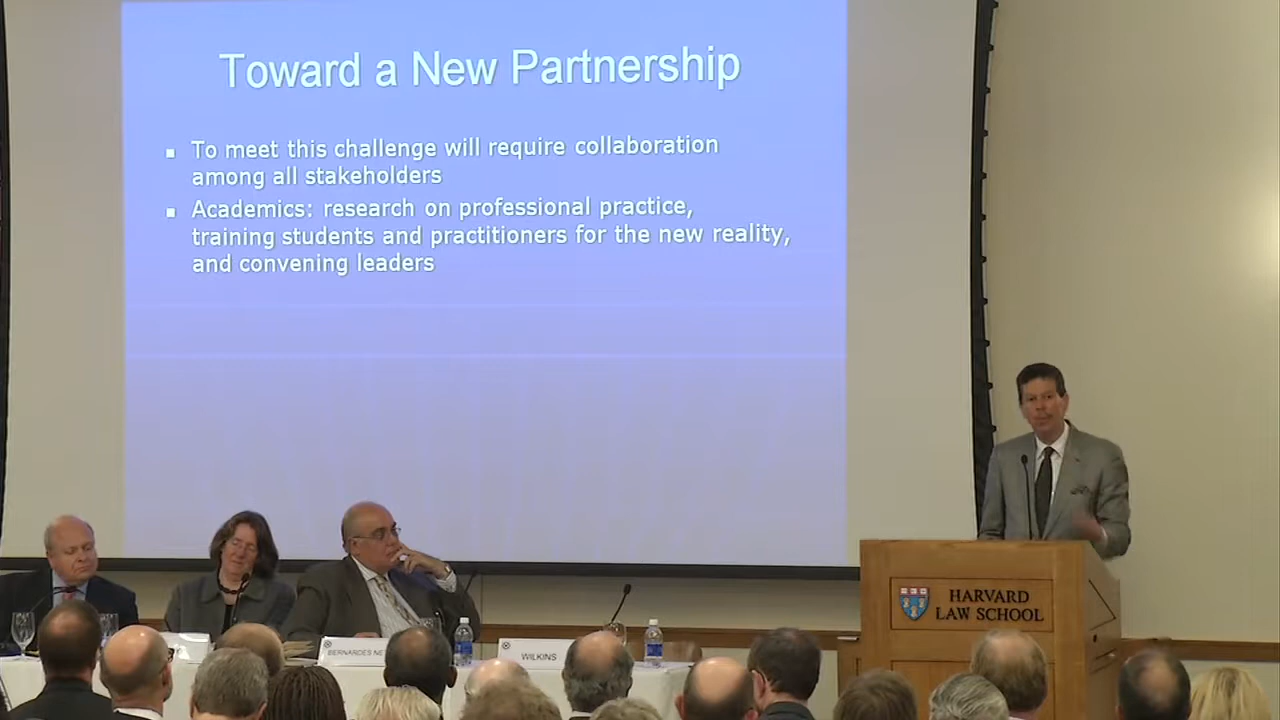 Toward a New Partnership
To meet this challenge will require collaboration
among all stakeholders
Academics: research on professional practice,
training students and practitioners for the new reality,
and convening leaders
HARVARD
LAW SCHOOL
BERNARDES NE
WILKINS